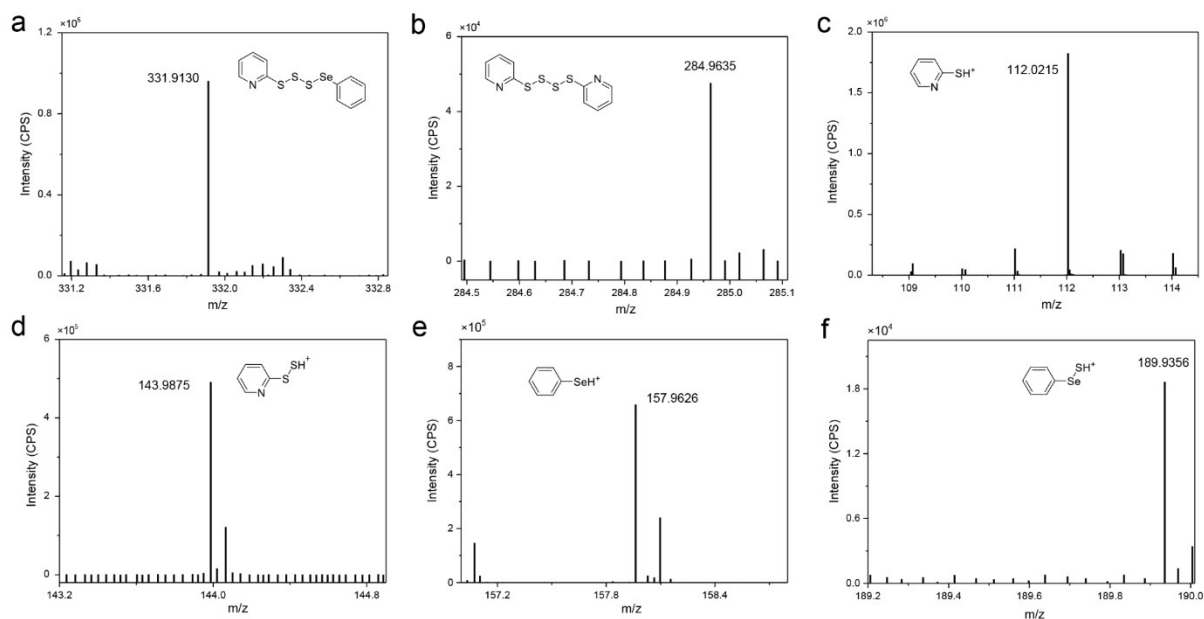 a
×10⁵
1.2
0.8
0.4
0.0
331.2 331.6 332.0 332.4 332.8
m/z
Intensity (CPS)
331.9130
N S S S Se
b
×10⁴
6
4
2
0
284.5 284.6 284.7 284.8 284.9 285.0 285.1
m/z
Intensity (CPS)
284.9635
N S S S S N
c
×10⁶
2.0
1.5
1.0
0.5
0.0
109 110 111 112 113 114
m/z
Intensity (CPS)
112.0215
N SH⁺
d
×10⁵
6
4
2
0
143.2 144.0 144.8
m/z
Intensity (CPS)
143.9875
N S SH⁺
e
×10⁵
8
6
4
2
0
157.2 157.8 158.4
m/z
Intensity (CPS)
157.9626
SeH⁺
f
×10⁴
1.8
1.2
0.6
0.0
189.2 189.4 189.6 189.8 190.0
m/z
Intensity (CPS)
189.9356
Se SH⁺